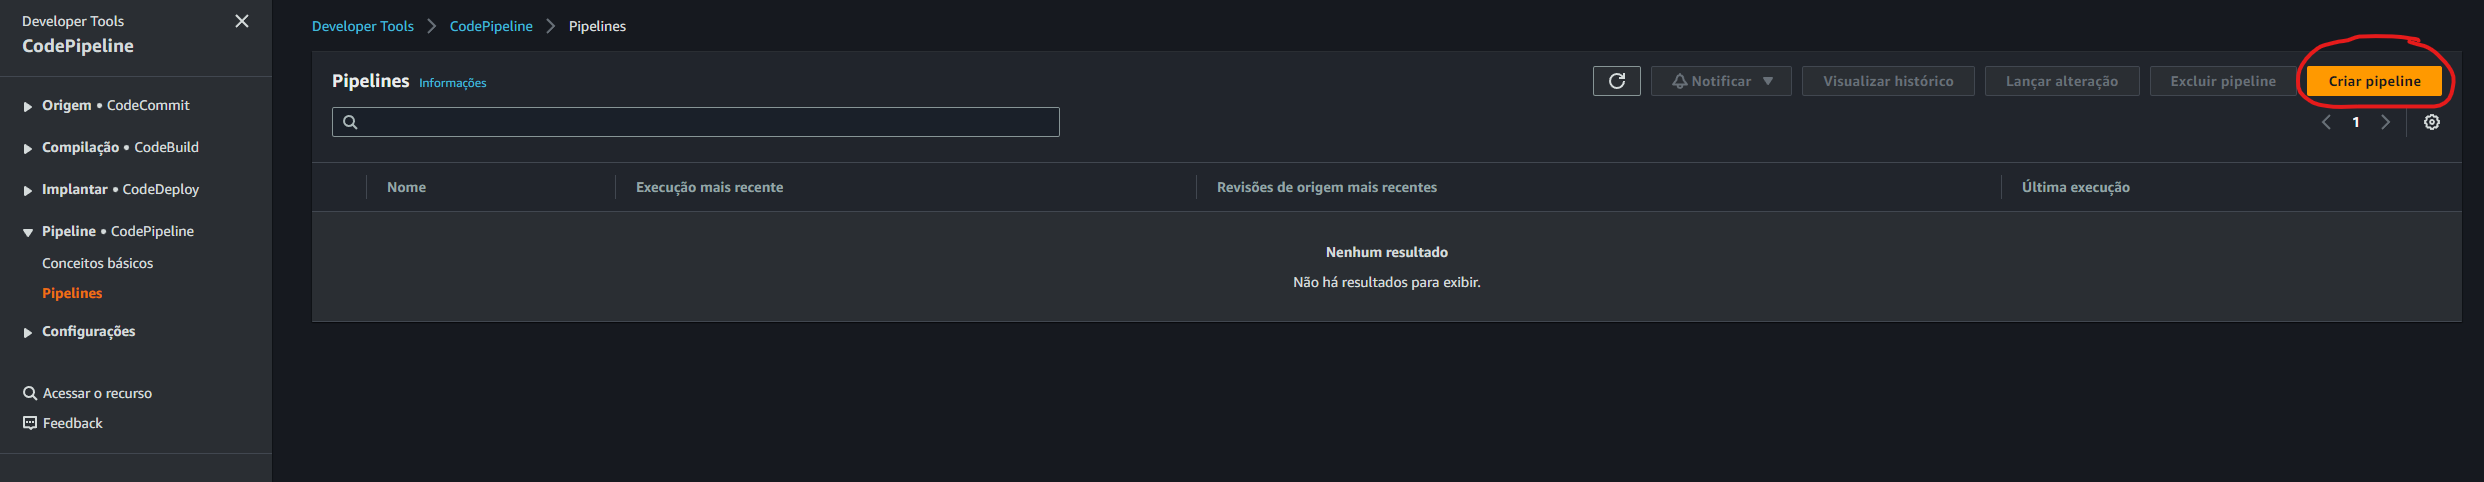 Developer Tools
CodePipeline
Origem • CodeCommit
Compilação • CodeBuild
Implantar • CodeDeploy
Pipeline • CodePipeline
Conceitos básicos
Pipelines
Configurações
Acessar o recurso
Feedback
Developer Tools CodePipeline Pipelines
Pipelines Informações Notificar Visualizar histórico Lançar alteração Excluir pipeline Criar pipeline
1
Nome Execução mais recente Revisões de origem mais recentes Última execução
Nenhum resultado
Não há resultados para exibir.